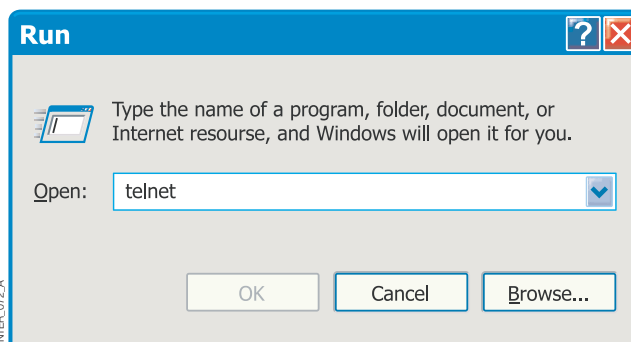 Run
Type the name of a program, folder, document, or
Internet resourse, and Windows will open it for you.
Open:
telnet
OK
Cancel
Browse...